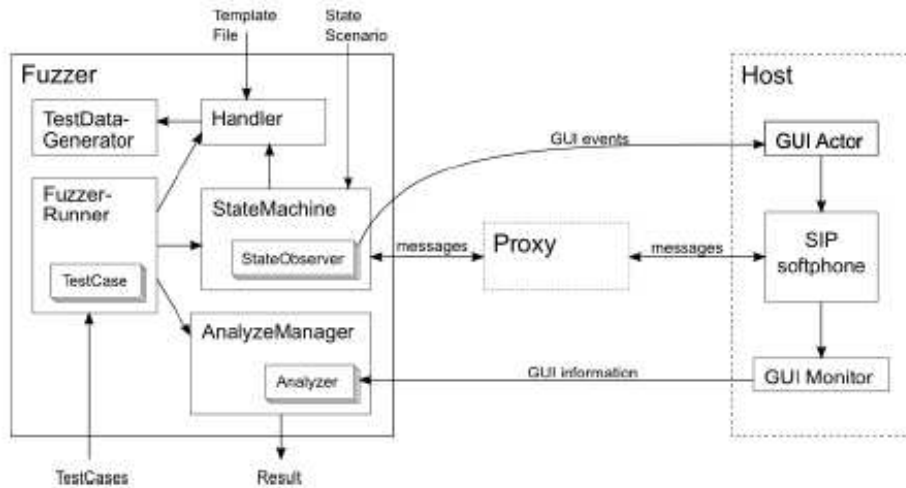 Template
File
State
Scenario
Fuzzer
TestData-
Generator
Handler
Fuzzer-
Runner
TestCase
StateMachine
StateObserver
AnalyzeManager
Analyzer
TestCases
Result
GUI events
messages
Proxy
messages
GUI information
Host
GUI Actor
SIP
softphone
GUI Monitor